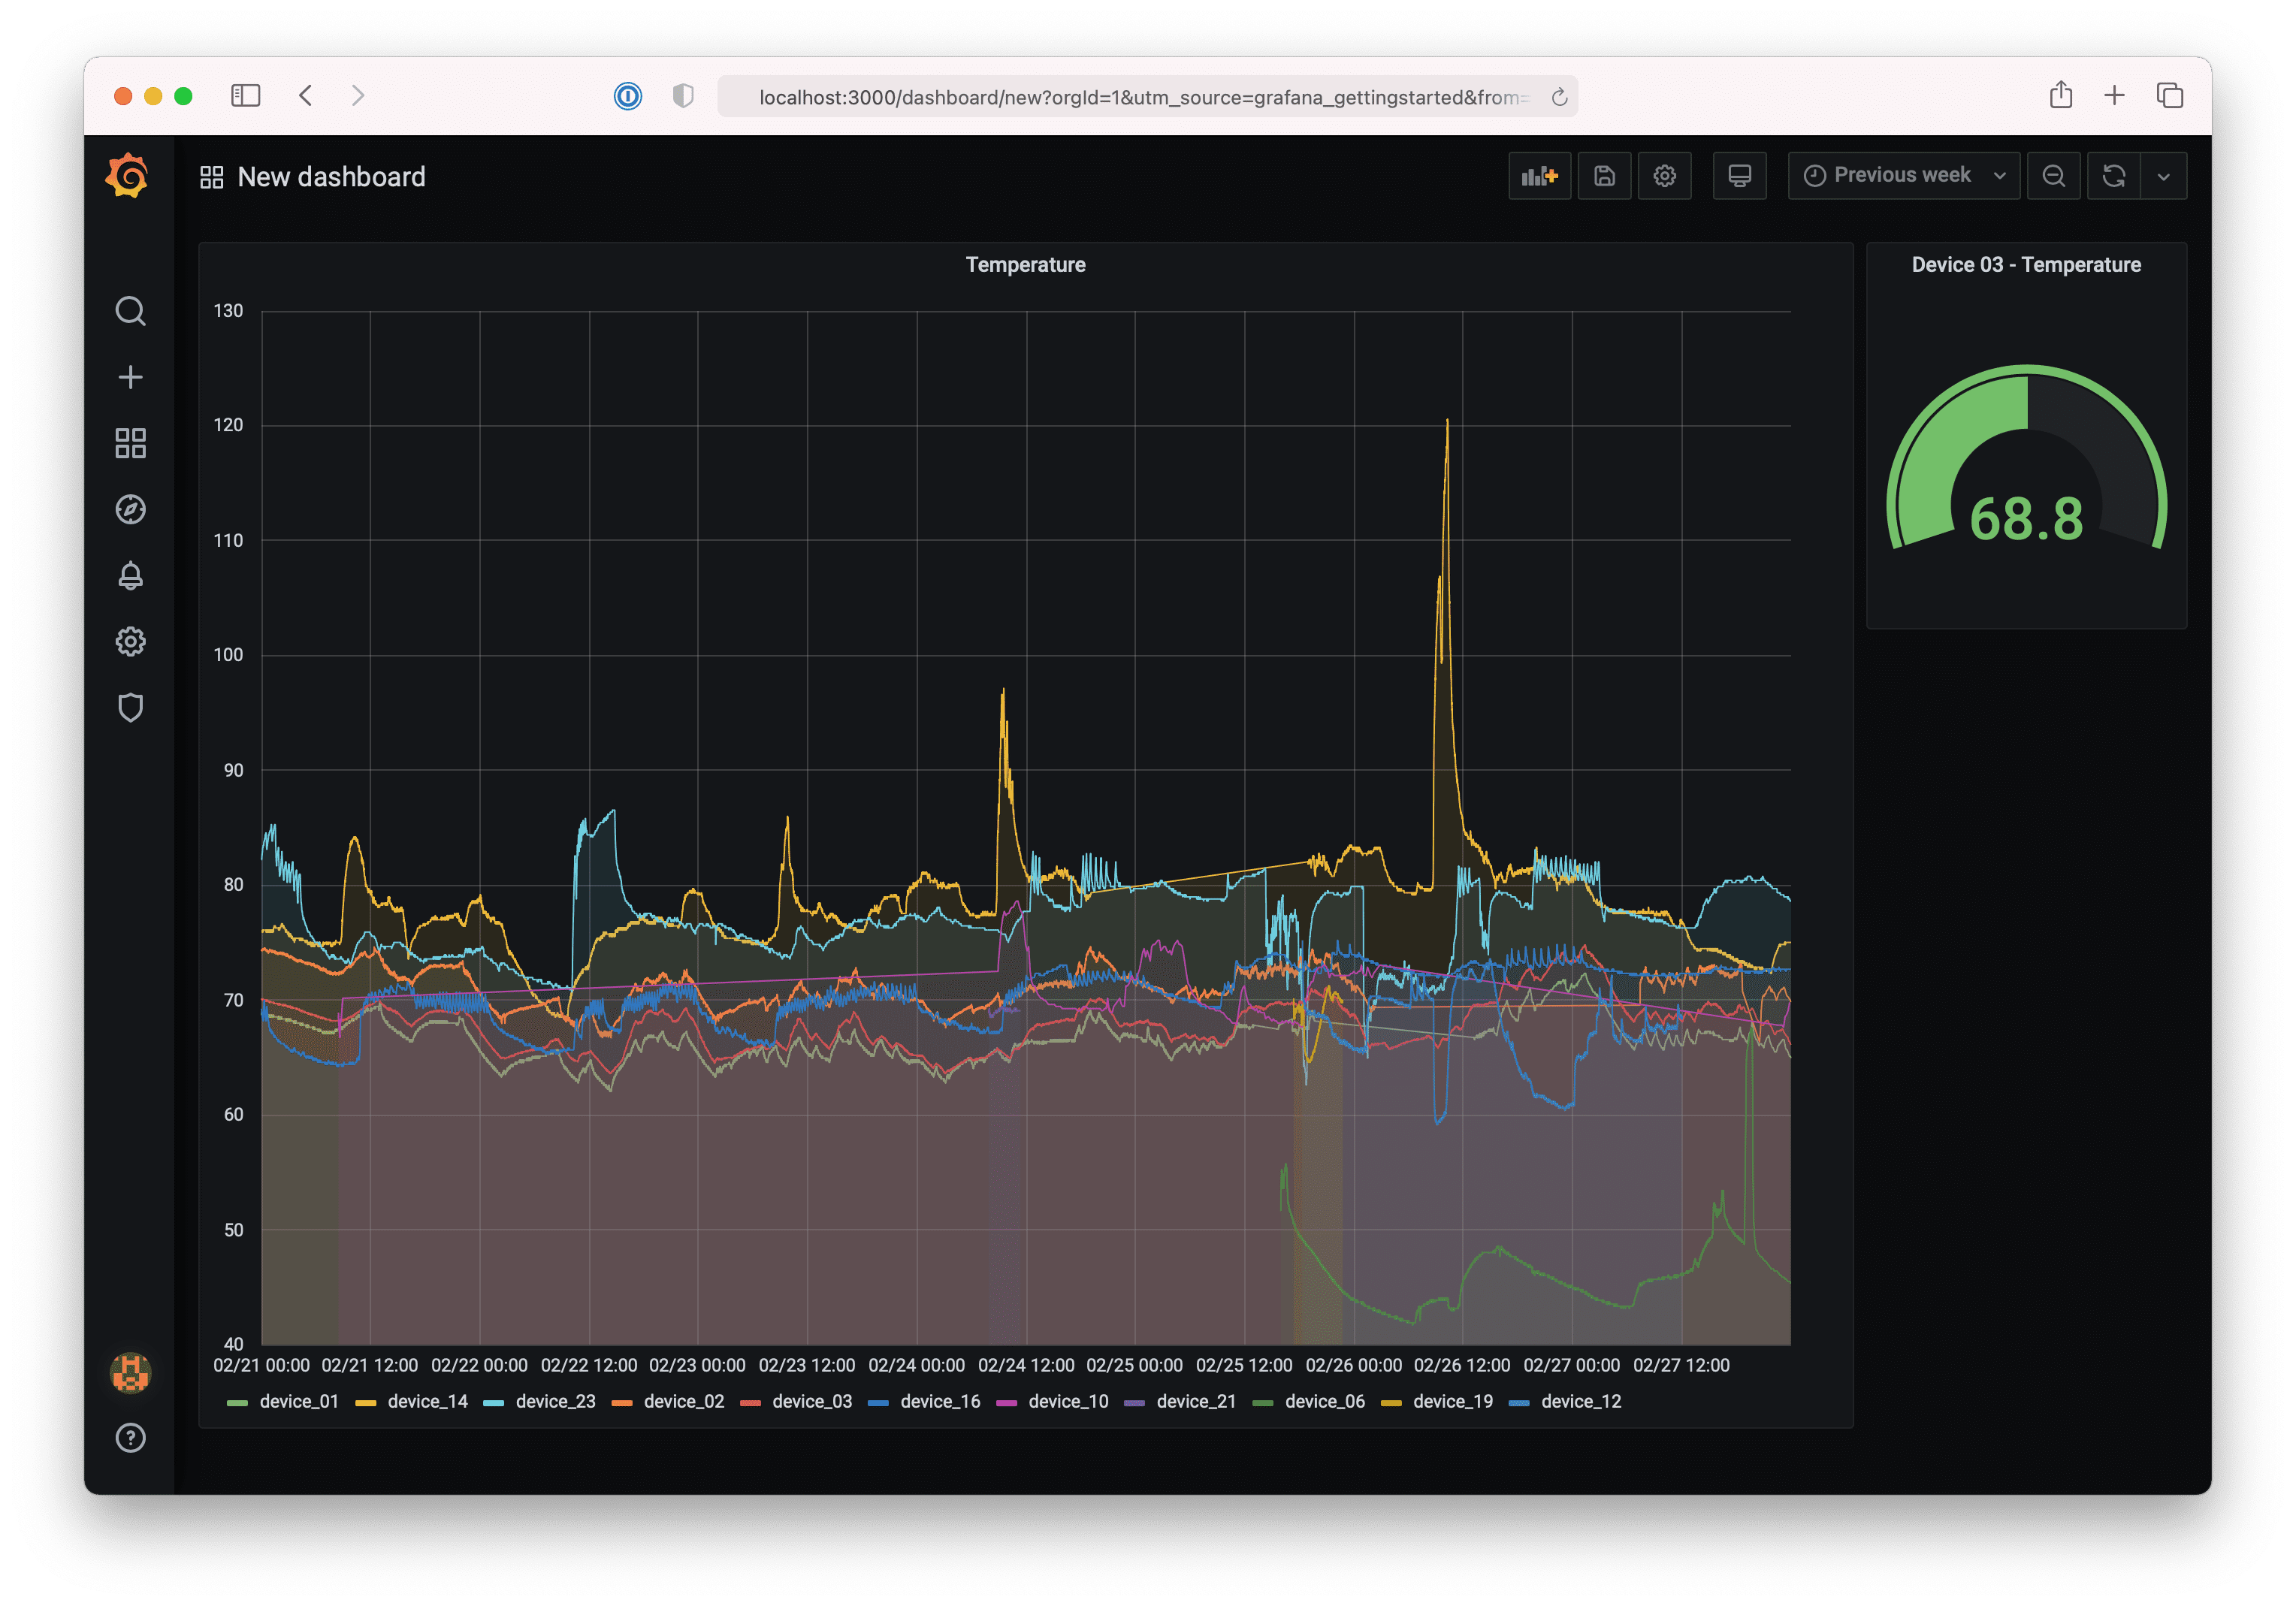 localhost:3000/dashboard/new?orgId=1&utm_source=grafana_gettingstarted&from=
New dashboard
Previous week
Temperature
Device 03 - Temperature
130
120
110
100
90
80
70
60
50
40
68.8
02/21 00:00 02/21 12:00 02/22 00:00 02/22 12:00 02/23 00:00 02/23 12:00 02/24 00:00 02/24 12:00 02/25 00:00 02/25 12:00 02/26 00:00 02/26 12:00 02/27 00:00 02/27 12:00
device_01 device_14 device_23 device_02 device_03 device_16 device_10 device_21 device_06 device_19 device_12